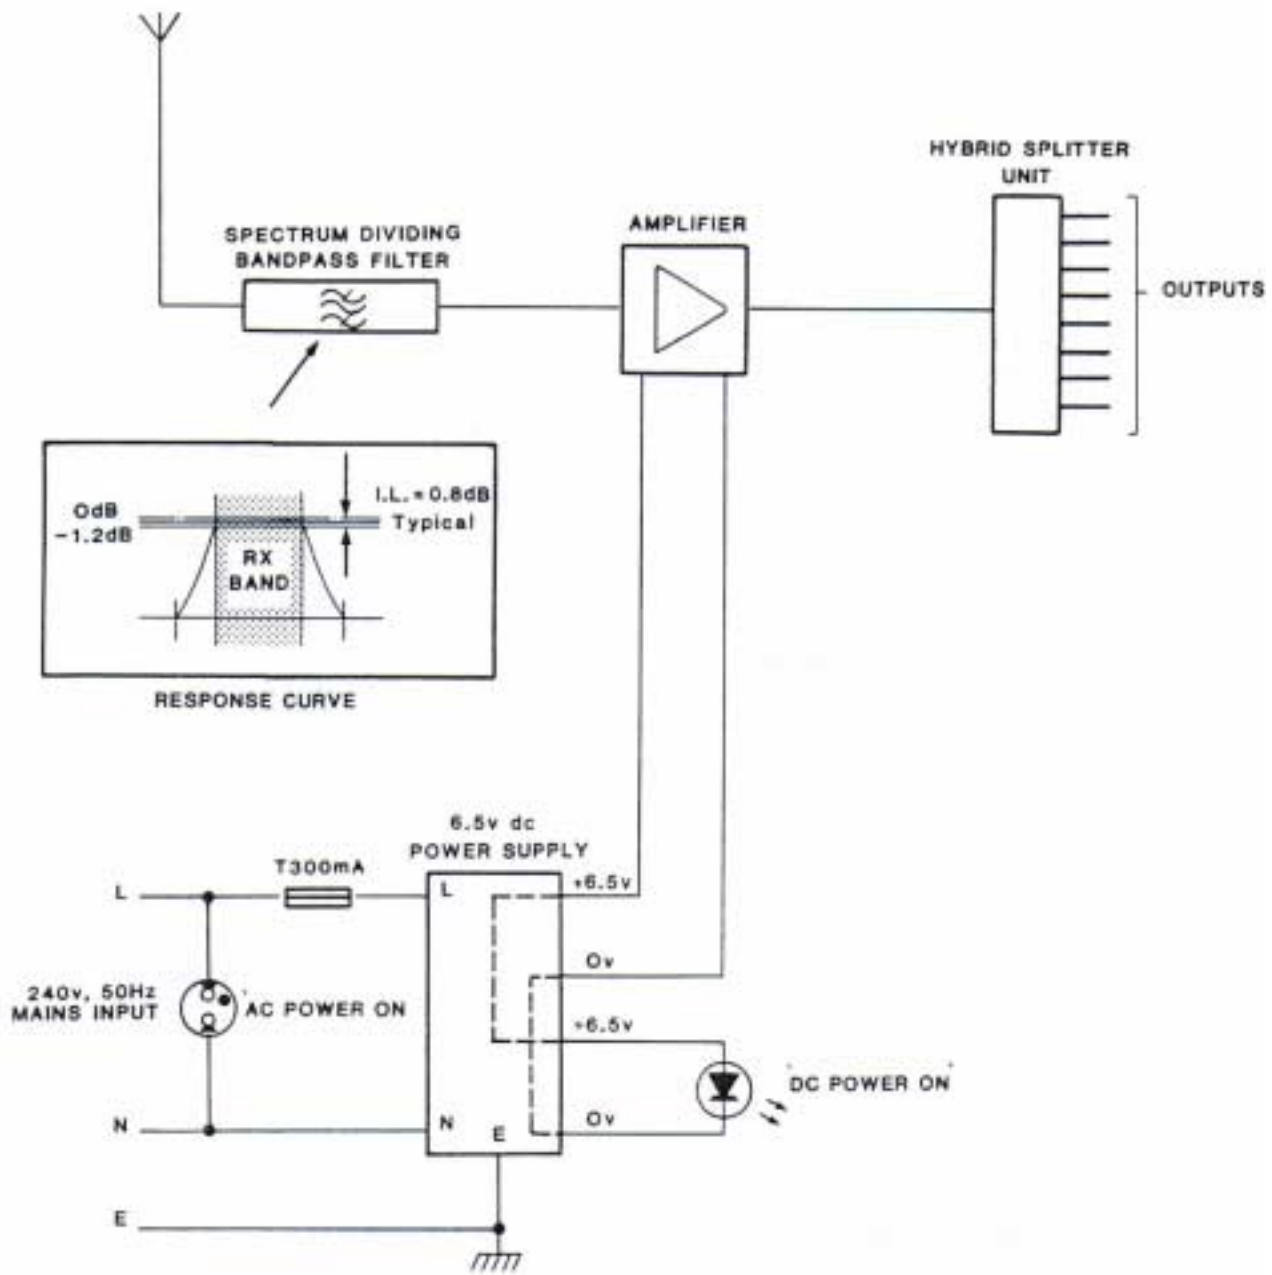 HYBRID SPLITTER
UNIT
AMPLIFIER
SPECTRUM DIVIDING
BANDPASS FILTER
OUTPUTS
0dB
-1.2dB
I.L. = 0.8dB
Typical
RX
BAND
RESPONSE CURVE
6.5v dc
POWER SUPPLY
T300mA
L
L
+6.5v
0v
240v, 50Hz
MAINS INPUT
AC POWER ON
+6.5v
DC POWER ON
N
N
E
0v
E